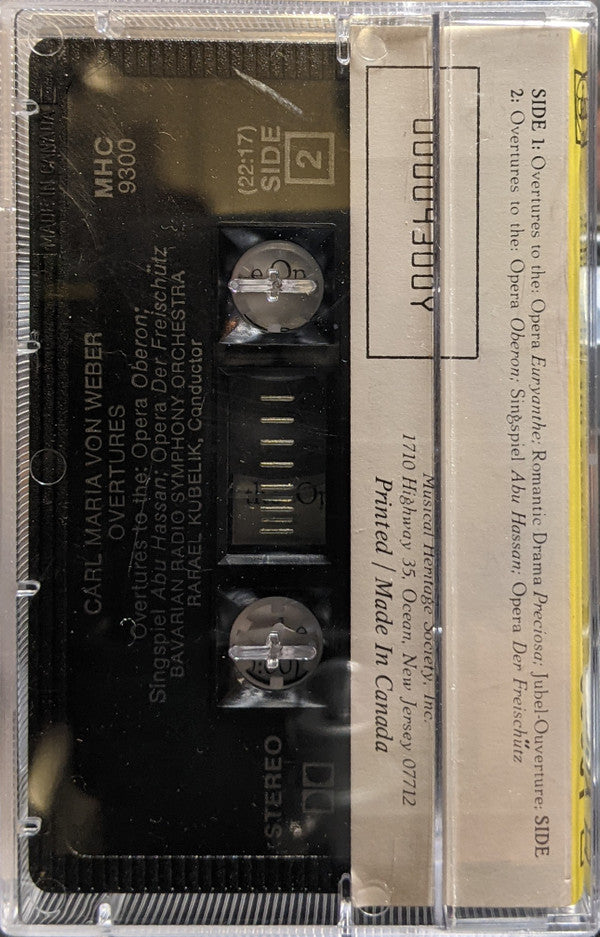 SIDE 1: Overtures to the: Opera Euryanthe; Romantic Drama Preciosa; Jubel-Ouverture; SIDE
2: Overtures to the: Opera Oberon; Singspiel Abu Hassan; Opera Der Freischütz
00004300Y
Musical Heritage Society, Inc.
1710 Highway 35, Ocean, New Jersey 07712
Printed / Made In Canada
MADE IN CANADA
MHC
9300
(22:17)
SIDE
2
CARL MARIA VON WEBER
OVERTURES
Overtures to the: Opera Oberon;
Singspiel Abu Hassan; Opera Der Freischütz
BAVARIAN RADIO SYMPHONY ORCHESTRA
RAFAEL KUBELIK, Conductor
STEREO